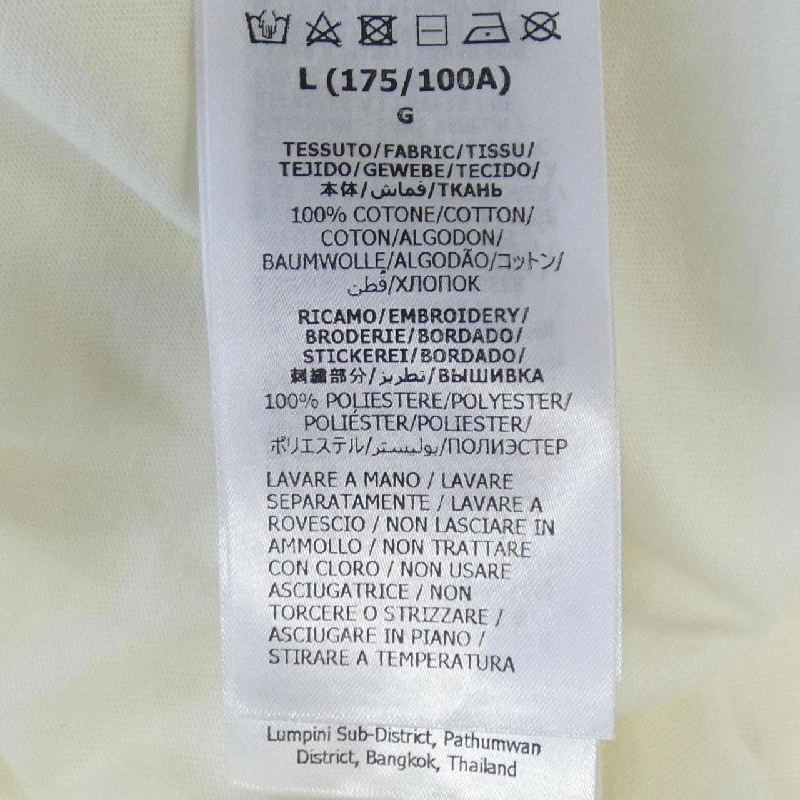 L (175/100A)
G
TESSUTO/FABRIC/TISSU/
TEJIDO/GEWEBE/TECIDO/
本体/قماش/ТКАНЬ
100% COTONE/COTTON/
COTON/ALGODON/
BAUMWOLLE/ALGODÃO/コットン/
قطن/ХЛОПОК
RICAMO/EMBROIDERY/
BRODERIE/BORDADO/
STICKEREI/BORDADO/
刺繍部分/تطريز/ВЫШИВКА
100% POLIESTERE/POLYESTER/
POLIÉSTER/POLIESTER/
ポリエステル/بوليستر/ПОЛИЭСТЕР
LAVARE A MANO / LAVARE
SEPARATAMENTE / LAVARE A
ROVESCIO / NON LASCIARE IN
AMMOLLO / NON TRATTARE
CON CLORO / NON USARE
ASCIUGATRICE / NON
TORCERE O STRIZZARE /
ASCIUGARE IN PIANO /
STIRARE A TEMPERATURA
Lumpini Sub-District, Pathumwan
District, Bangkok, Thailand